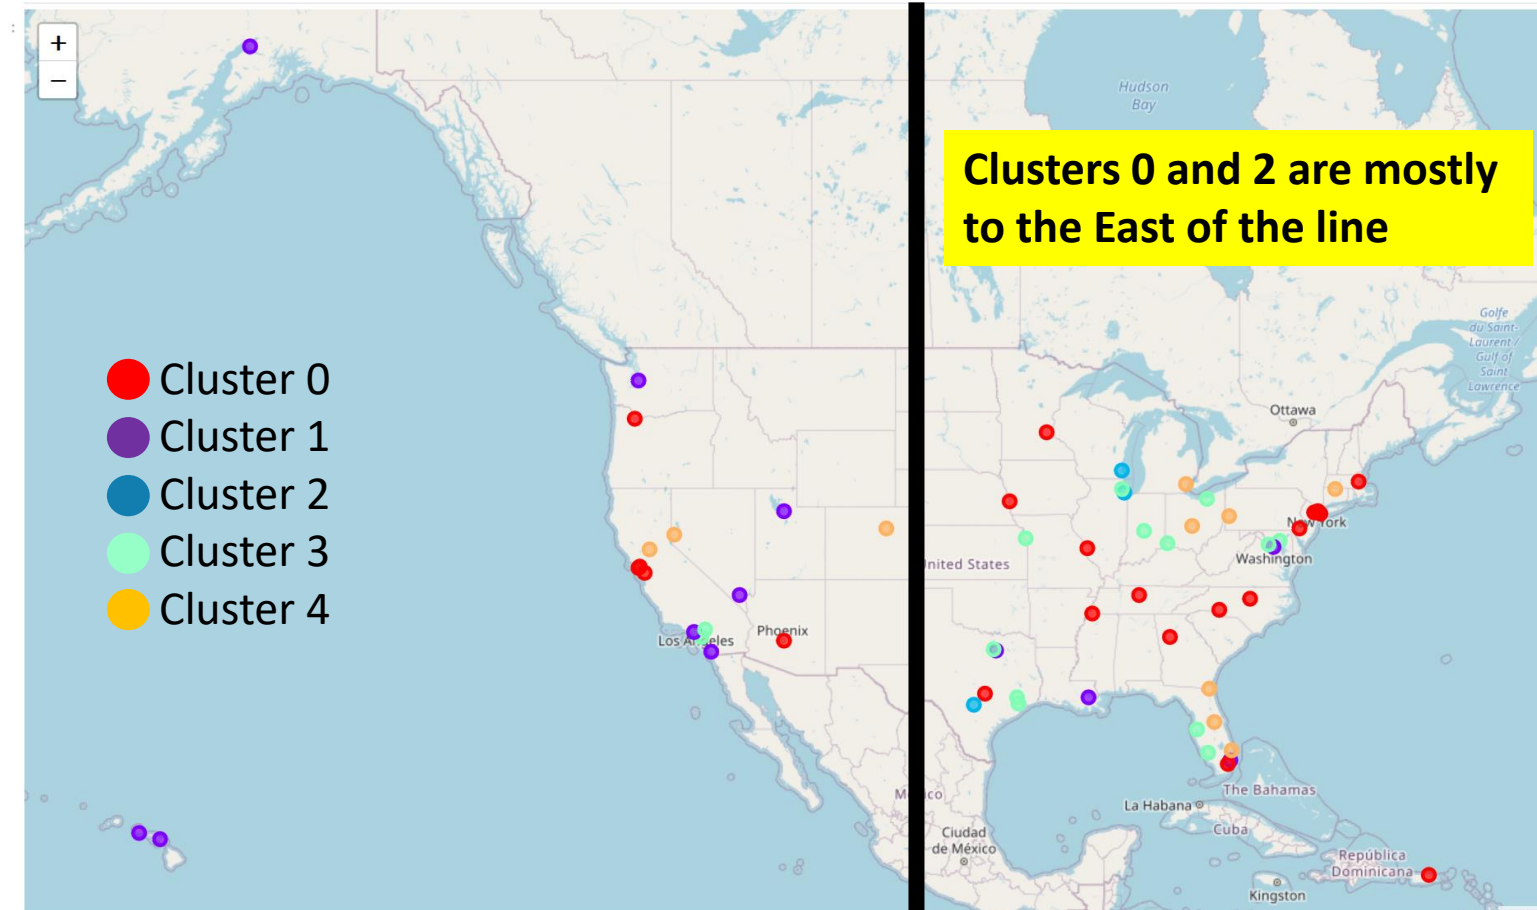 +
−
Hudson
Bay
Clusters 0 and 2 are mostly
to the East of the line
Golfe
du Saint-
Laurent /
Gulf of
Saint
Lawrence
Cluster 0
Cluster 1
Cluster 2
Cluster 3
Cluster 4
Ottawa
New York
United States
Washington
Los Angeles
Phoenix
México
The Bahamas
La Habana
Cuba
Ciudad
de México
República
Dominicana
Kingston